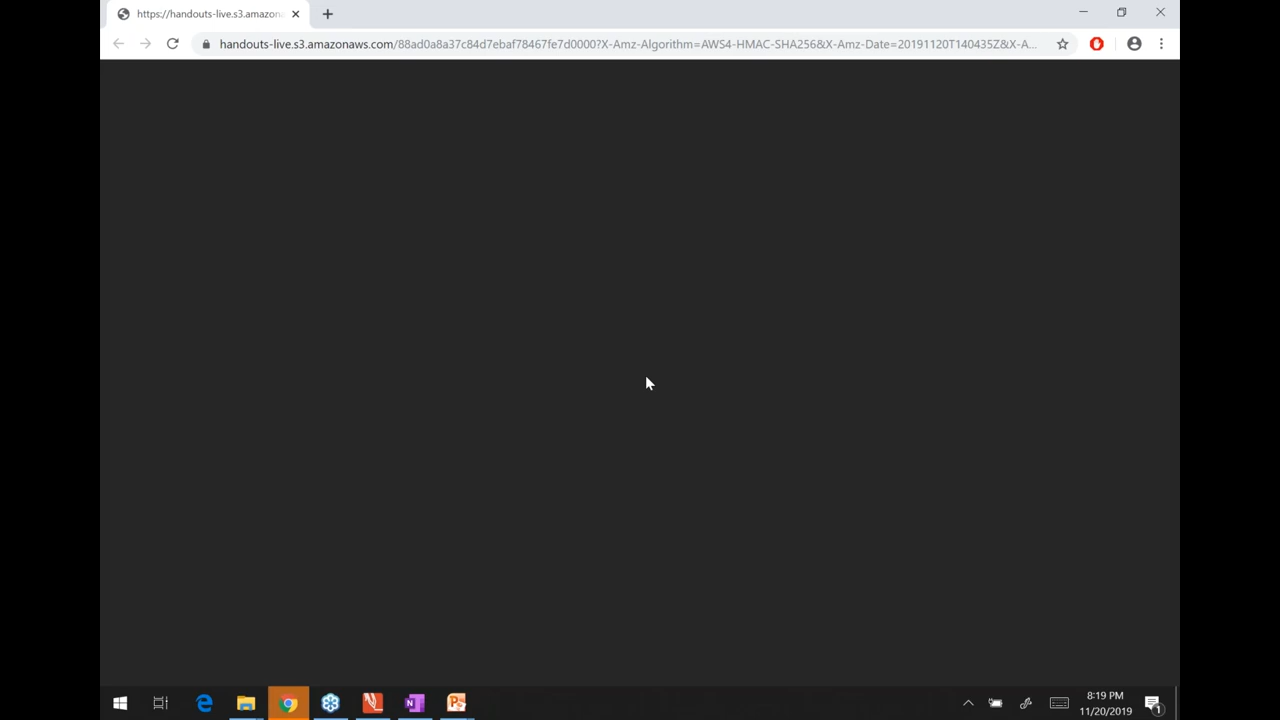 https://handouts-live.s3.amazon
handouts-live.s3.amazonaws.com/88ad0a8a37c84d7ebaf78467fe7d0000?X-Amz-Algorithm=AWS4-HMAC-SHA256&X-Amz-Date=20191120T140435Z&X-A...
8:19 PM
11/20/2019
1